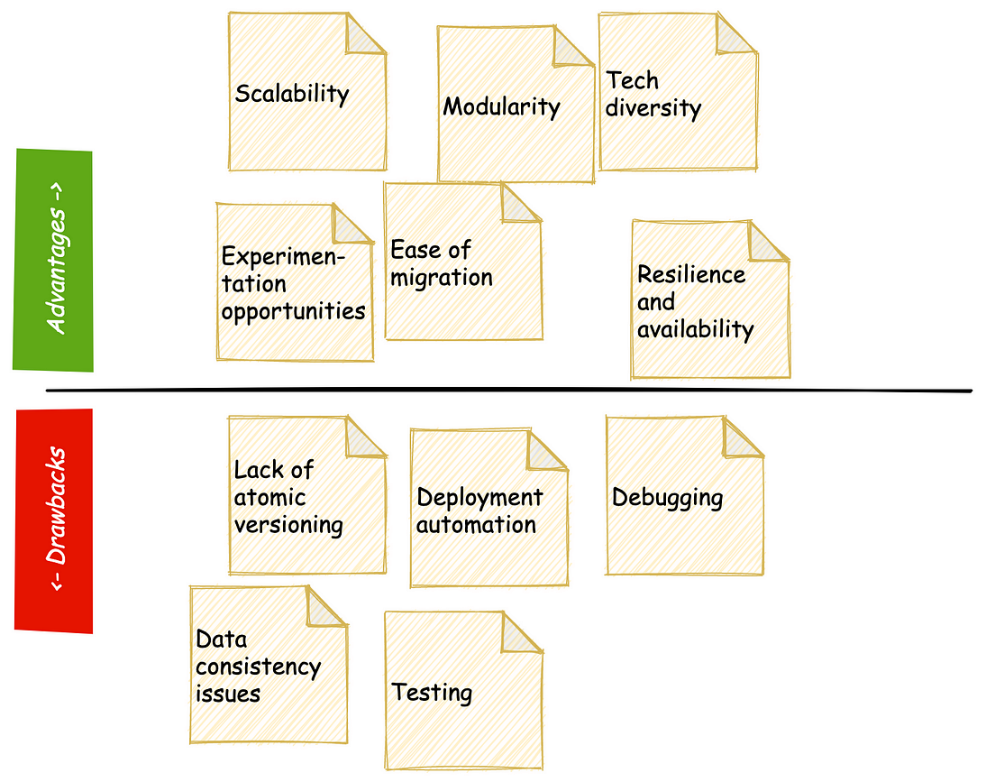 Scalability
Modularity
Tech
diversity
Advantages ->
Experimen-
tation
opportunities
Ease of
migration
Resilience
and
availability
<- Drawbacks
Lack of
atomic
versioning
Deployment
automation
Debugging
Data
consistency
issues
Testing